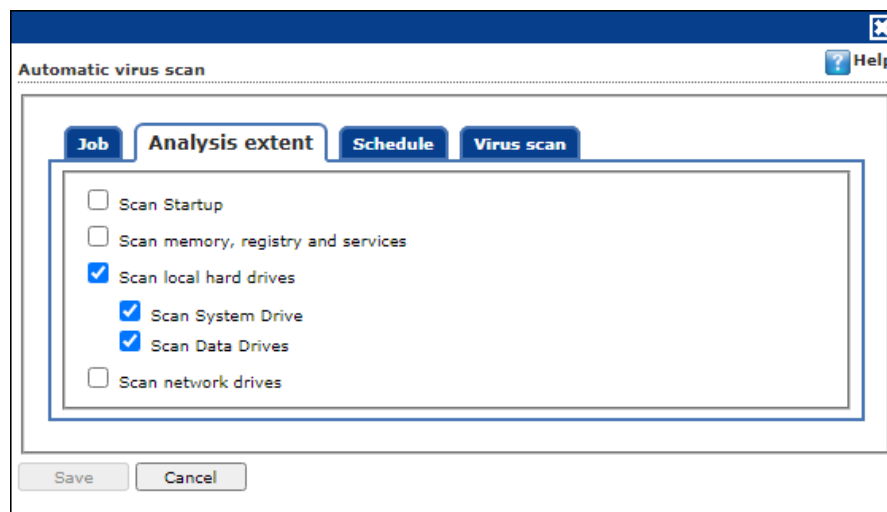 Automatic virus scan
? Help
Job Analysis extent Schedule Virus scan
Scan Startup
Scan memory, registry and services
Scan local hard drives
Scan System Drive
Scan Data Drives
Scan network drives
Save Cancel